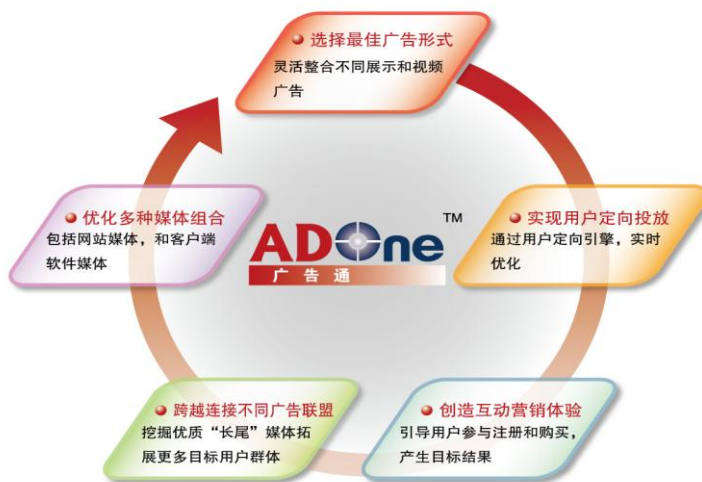 选择最佳广告形式
灵活整合不同展示和视频
广告
实现用户定向投放
通过用户定向引擎，实时
优化
创造互动营销体验
引导用户参与注册和购买，
产生目标结果
跨越连接不同广告联盟
挖掘优质“长尾”媒体拓
展更多目标用户群体
优化多种媒体组合
包括网站媒体，和客户端
软件媒体
ADOne™
广告通